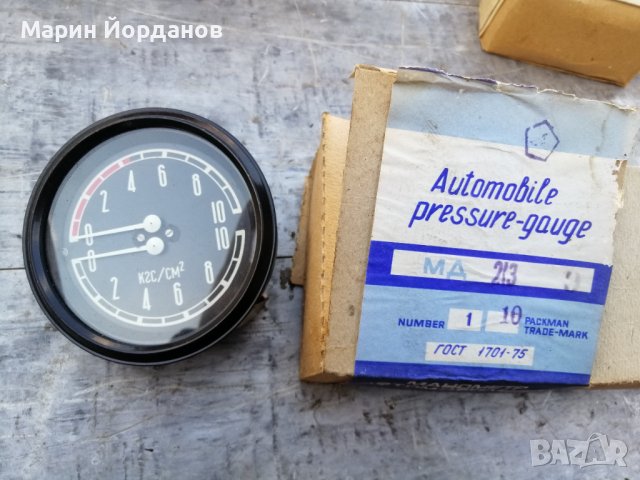 Марин Йорданов
0 2 4 6 8 10
0 2 4 6 8 10
кгс/см²
Automobile
pressure-gauge
МД 213
NUMBER 1 10 PACKMAN
TRADE-MARK
ГОСТ 1701-75
BAZAR